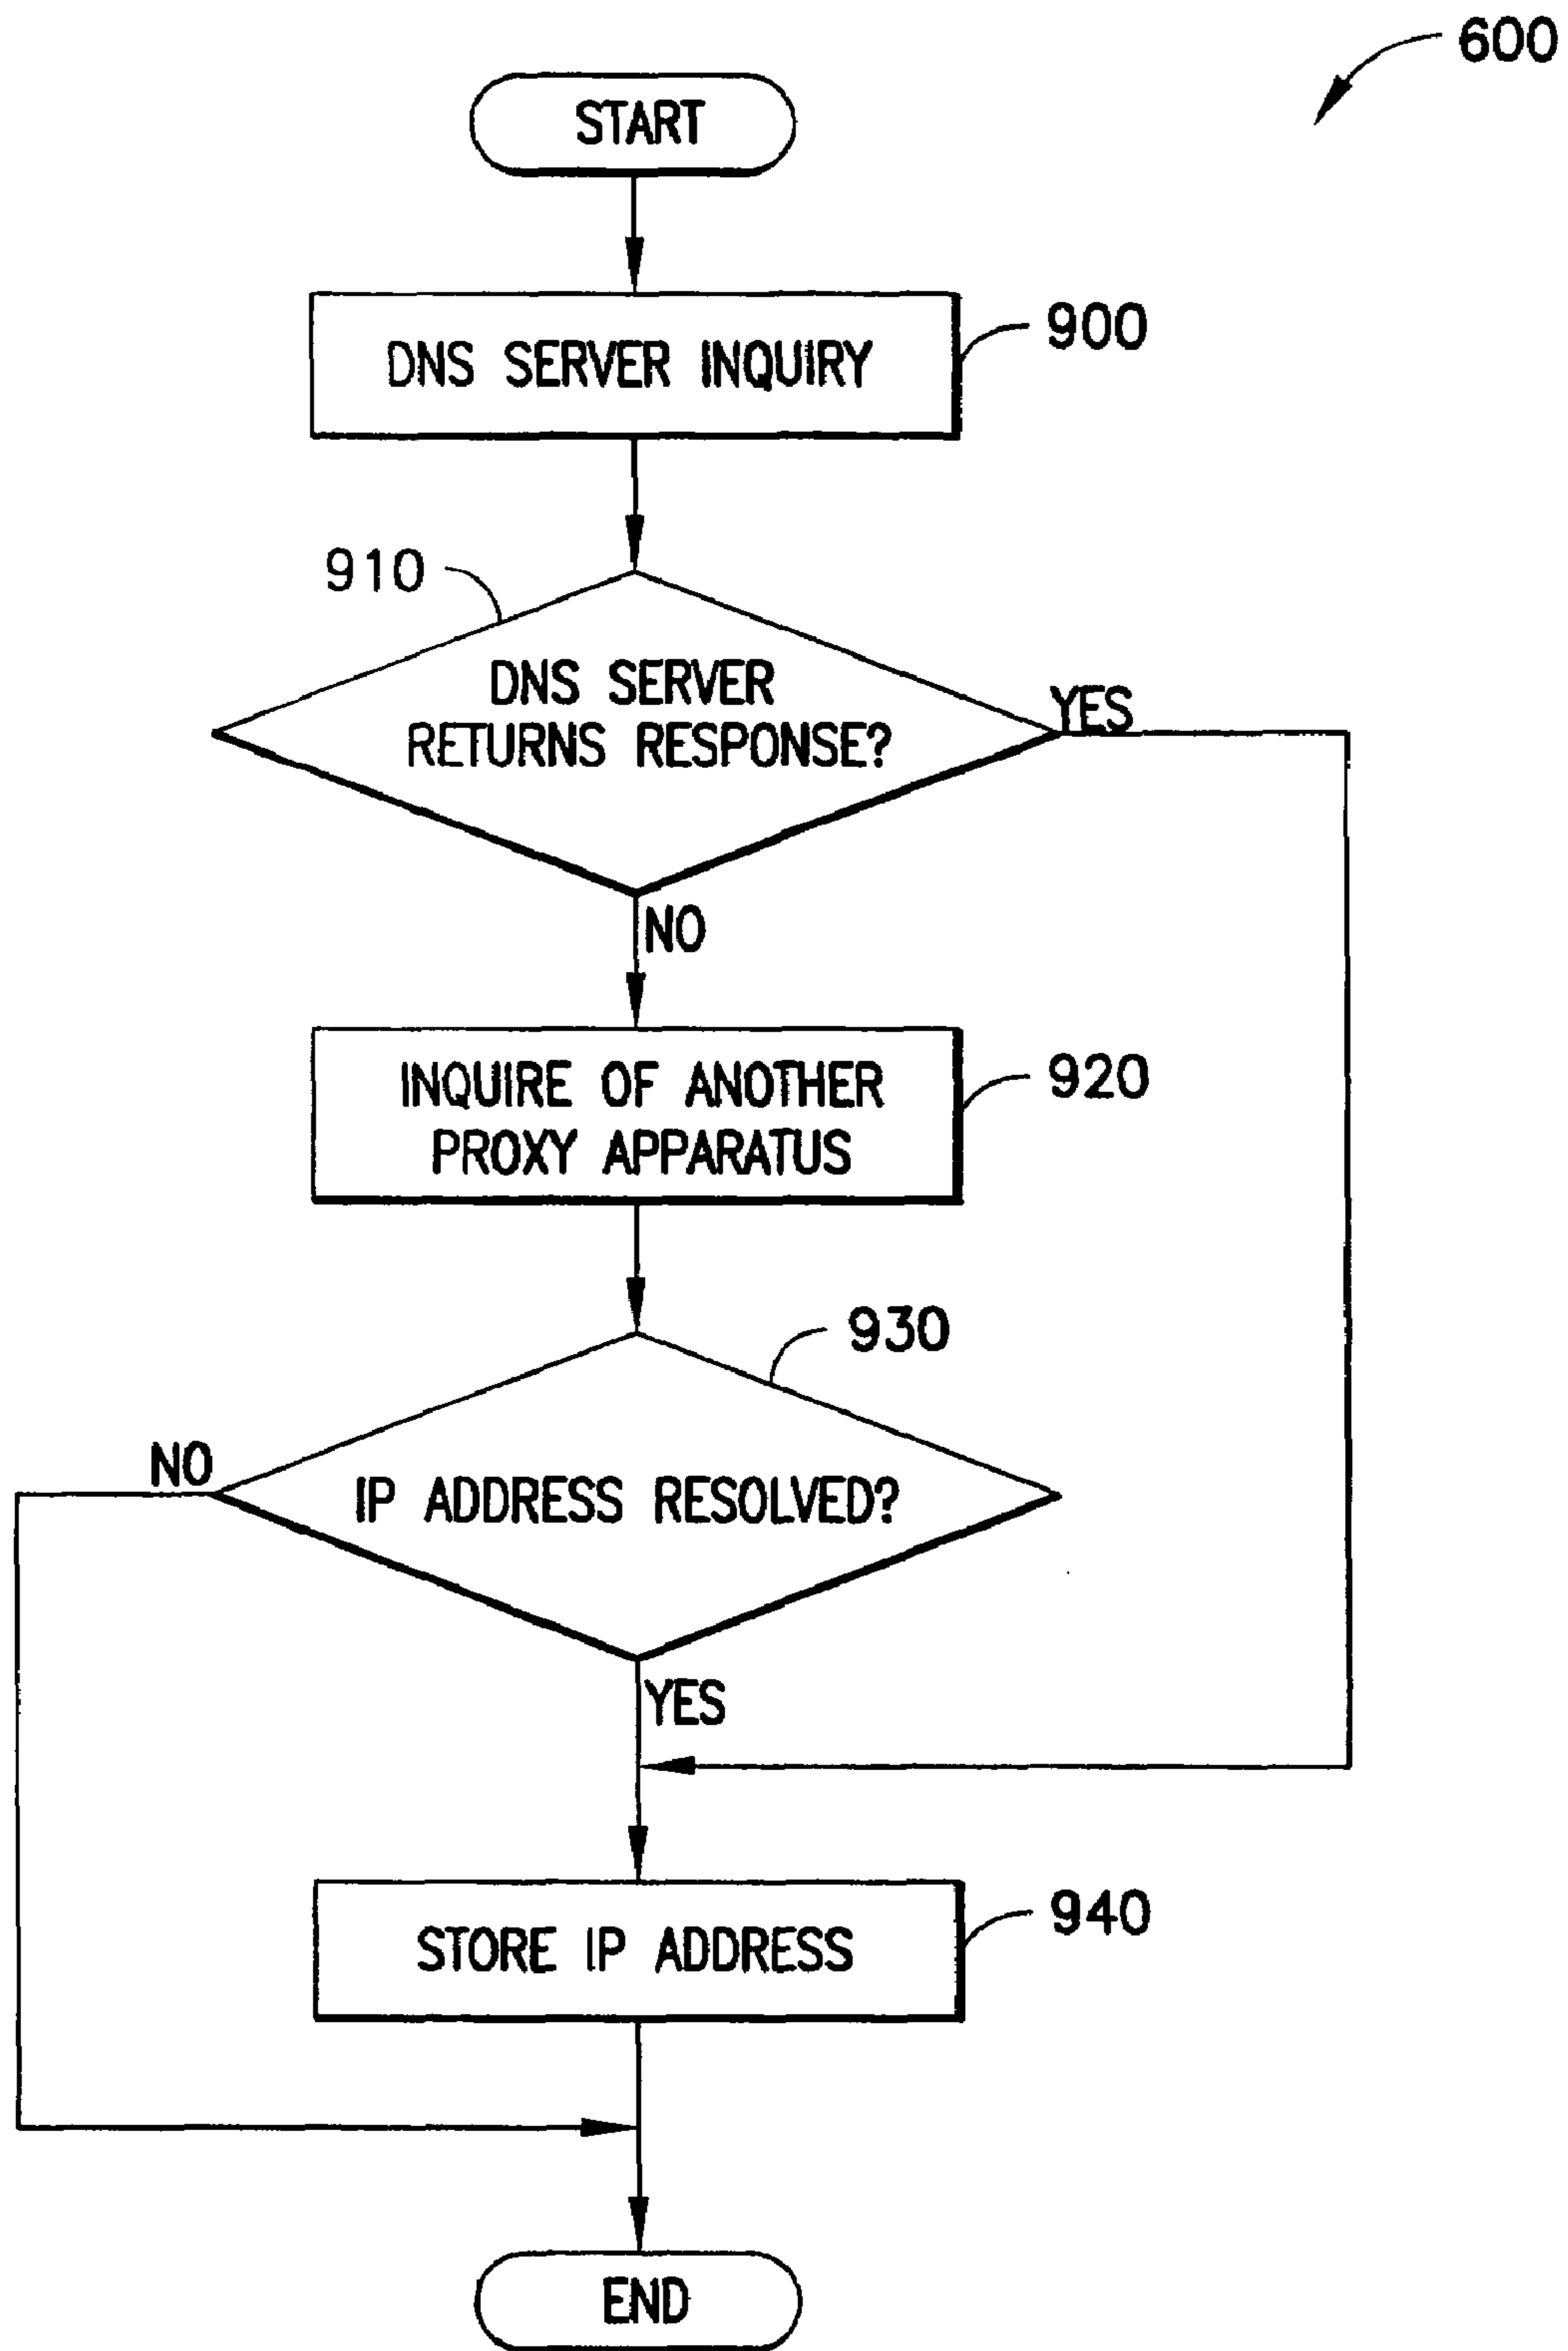 600
START
DNS SERVER INQUIRY
900
910
DNS SERVER
RETURNS RESPONSE?
YES
NO
INQUIRE OF ANOTHER
PROXY APPARATUS
920
930
NO
IP ADDRESS RESOLVED?
YES
STORE IP ADDRESS
940
END